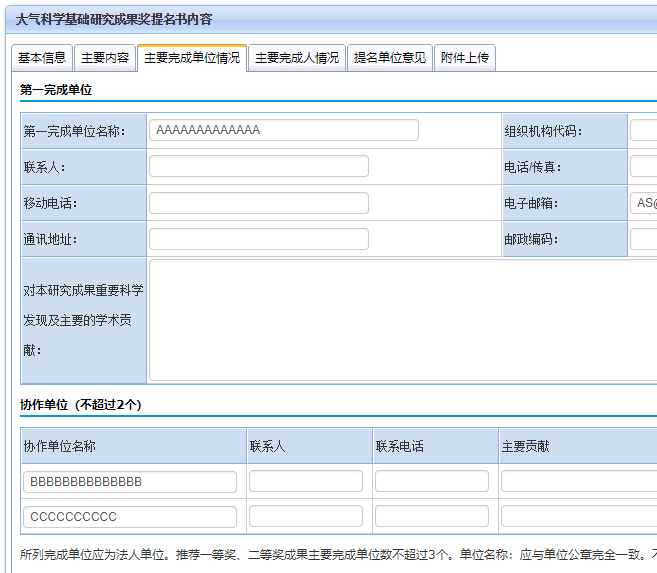 大气科学基础研究成果奖提名书内容
基本信息 主要内容 主要完成单位情况 主要完成人情况 提名单位意见 附件上传
第一完成单位
第一完成单位名称： AAAAAAAAAAAAA 组织机构代码：
联系人： 电话/传真：
移动电话： 电子邮箱： AS@
通讯地址： 邮政编码：
对本研究成果重要科学
发现及主要的学术贡
献：
协作单位（不超过2个）
协作单位名称 联系人 联系电话 主要贡献
BBBBBBBBBBBBBB
CCCCCCCCCC
所列完成单位应为法人单位。推荐一等奖、二等奖成果主要完成单位数不超过3个。单位名称：应与单位公章完全一致。不